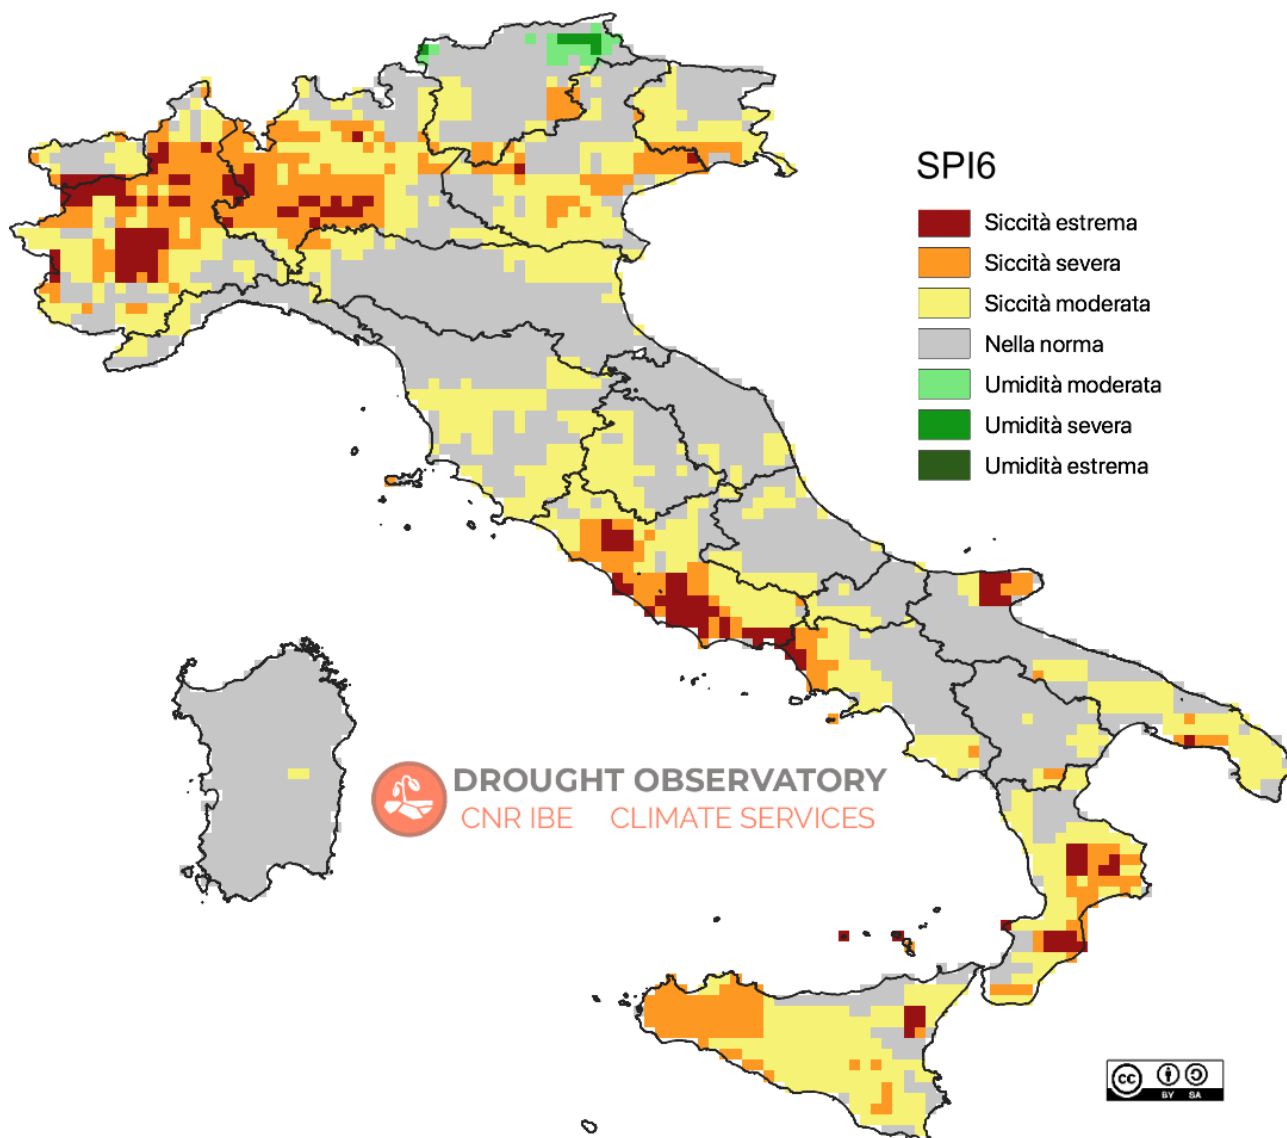 SPI6
Siccità estrema
Siccità severa
Siccità moderata
Nella norma
Umidità moderata
Umidità severa
Umidità estrema
DROUGHT OBSERVATORY
CNR IBE CLIMATE SERVICES
cc
BY SA